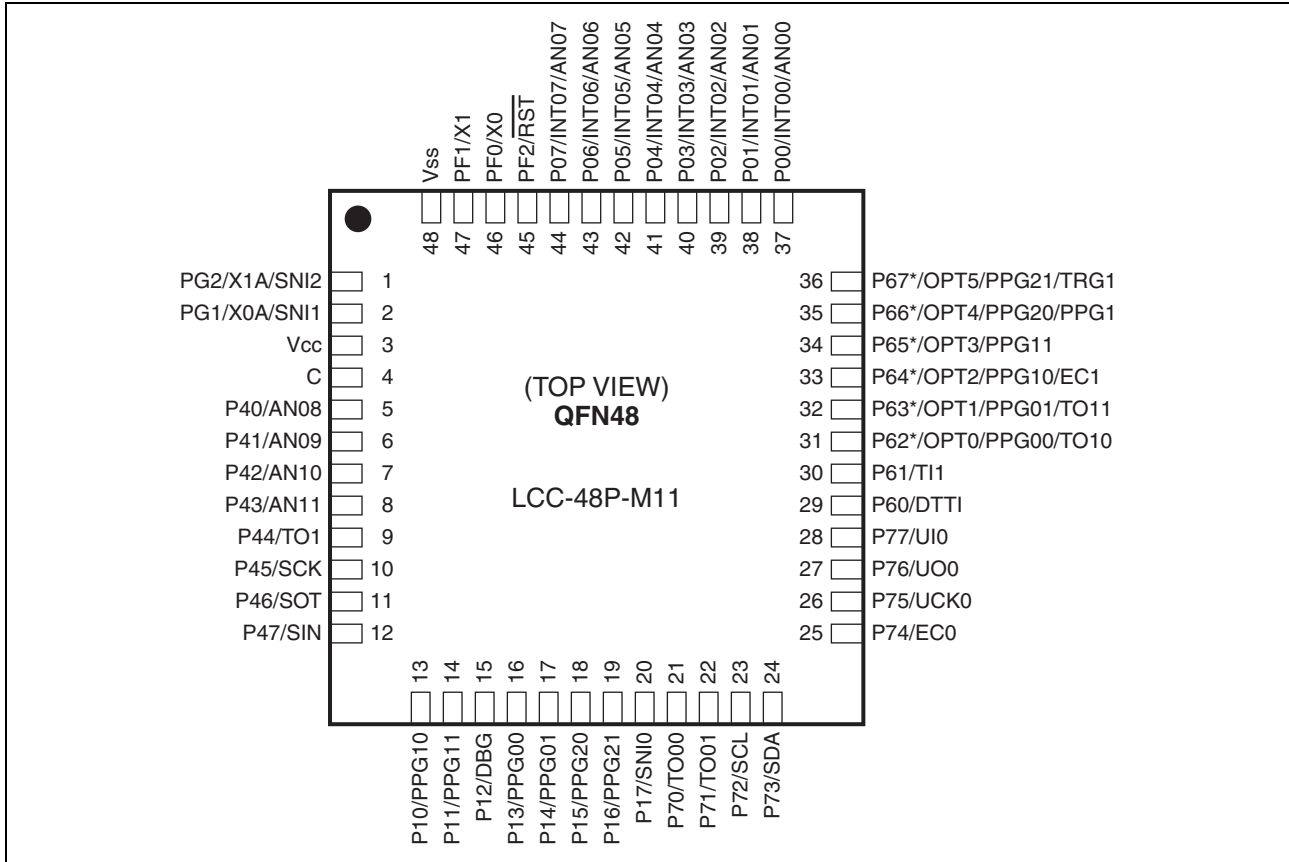 Vss
PF1/X1
PF0/X0
PF2/RST
P07/INT07/AN07
P06/INT06/AN06
P05/INT05/AN05
P04/INT04/AN04
P03/INT03/AN03
P02/INT02/AN02
P01/INT01/AN01
P00/INT00/AN00
48
47
46
45
44
43
42
41
40
39
38
37
PG2/X1A/SNI2 1
PG1/X0A/SNI1 2
Vcc 3
C 4
P40/AN08 5
P41/AN09 6
P42/AN10 7
P43/AN11 8
P44/TO1 9
P45/SCK 10
P46/SOT 11
P47/SIN 12
(TOP VIEW)
QFN48
LCC-48P-M11
36 P67*/OPT5/PPG21/TRG1
35 P66*/OPT4/PPG20/PPG1
34 P65*/OPT3/PPG11
33 P64*/OPT2/PPG10/EC1
32 P63*/OPT1/PPG01/TO11
31 P62*/OPT0/PPG00/TO10
30 P61/TI1
29 P60/DTTI
28 P77/UI0
27 P76/UO0
26 P75/UCK0
25 P74/EC0
13
14
15
16
17
18
19
20
21
22
23
24
P10/PPG10
P11/PPG11
P12/DBG
P13/PPG00
P14/PPG01
P15/PPG20
P16/PPG21
P17/SNI0
P70/TO00
P71/TO01
P72/SCL
P73/SDA